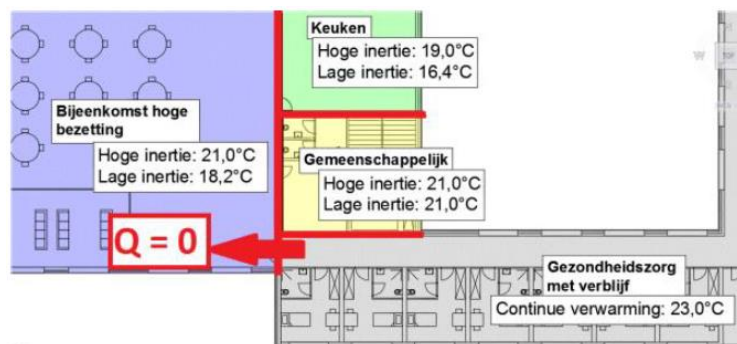 Keuken
Hoge inertie: 19,0°C
Lage inertie: 16,4°C
Bijeenkomst hoge
bezetting
Hoge inertie: 21,0°C
Lage inertie: 18,2°C
Gemeenschappelijk
Hoge inertie: 21,0°C
Lage inertie: 21,0°C
Q = 0
Gezondheidszorg
met verblijf
Continue verwarming: 23,0°C
W
TOP